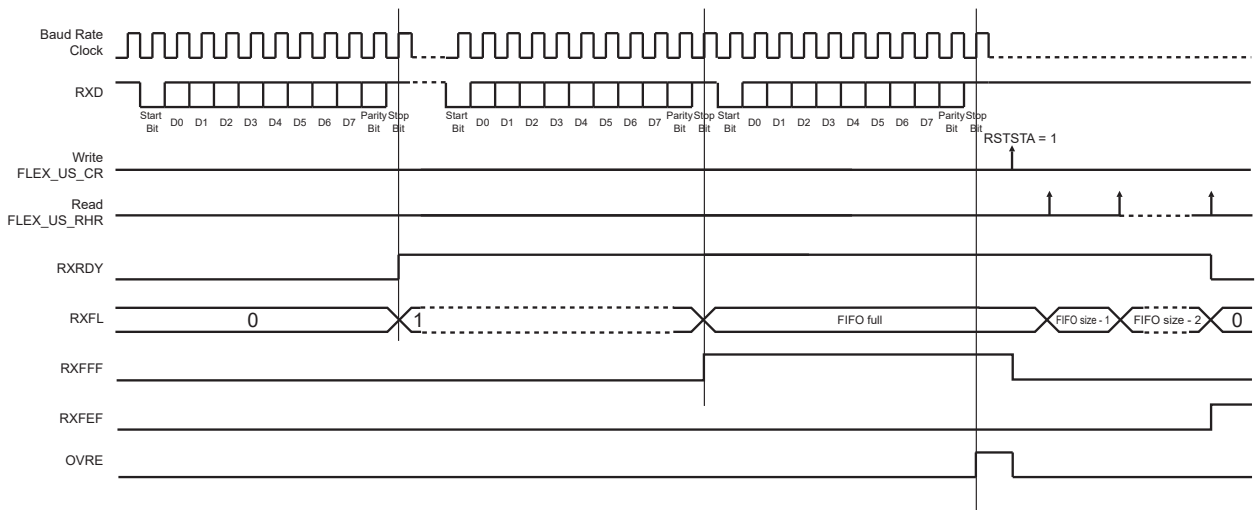 Baud Rate
Clock
RXD
Start
Bit
D0 D1 D2 D3 D4 D5 D6 D7
Parity
Bit
Stop
Bit
Start
Bit
D0 D1 D2 D3 D4 D5 D6 D7
Parity
Bit
Stop
Bit
Start
Bit
D0 D1 D2 D3 D4 D5 D6 D7
Parity
Bit
Stop
Bit
Write
FLEX_US_CR
RSTSTA = 1
Read
FLEX_US_RHR
RXRDY
RXFL
0 1 FIFO full FIFO size - 1 FIFO size - 2 0
RXFFF
RXFEF
OVRE